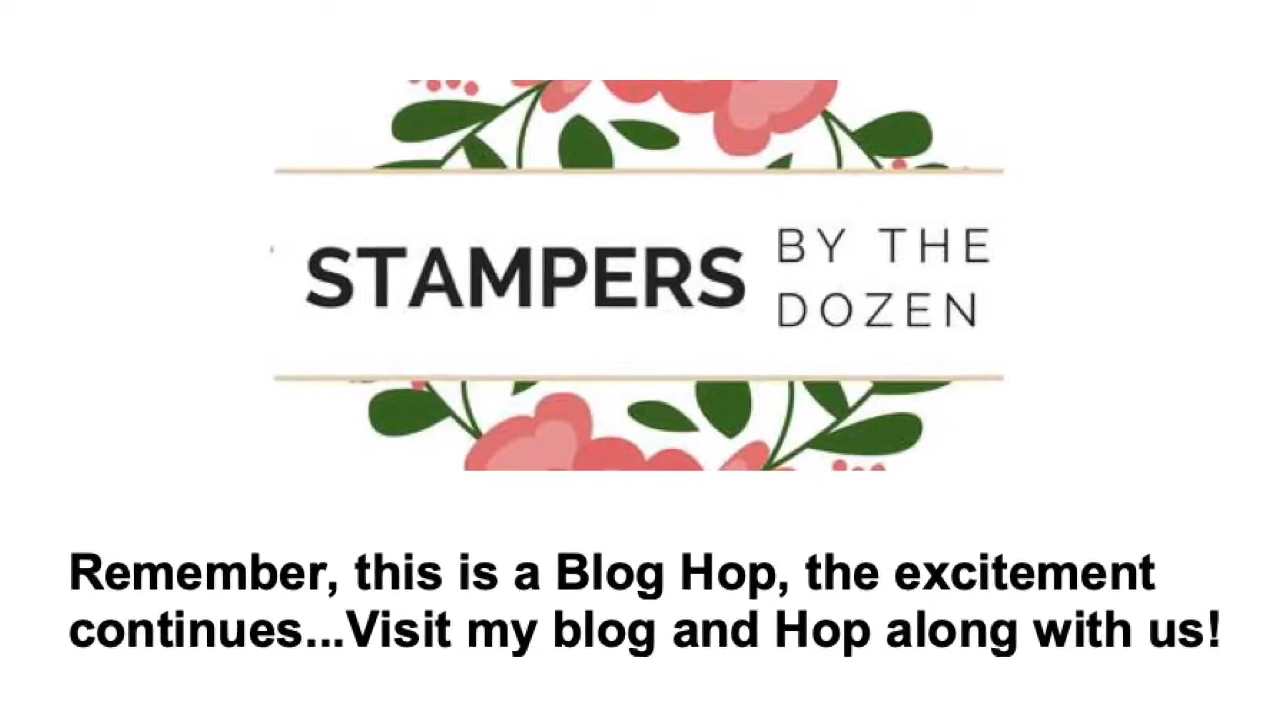 STAMPERS
BY THE
DOZEN
Remember, this is a Blog Hop, the excitement
continues...Visit my blog and Hop along with us!